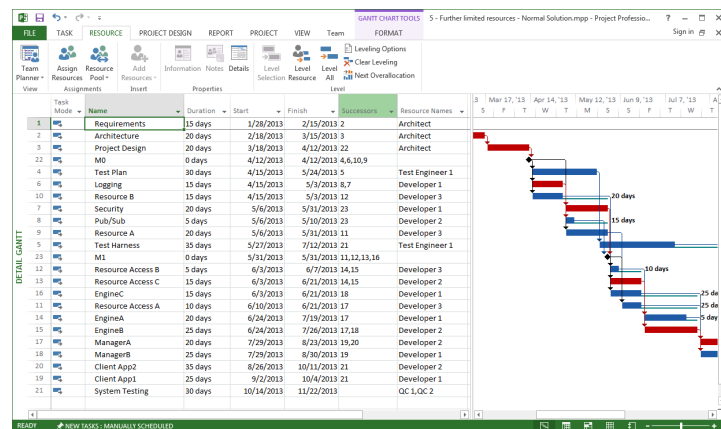 GANTT CHART TOOLS
5 - Further limited resources - Normal Solution.mpp - Project Professio...
Sign in
FILE TASK RESOURCE PROJECT DESIGN REPORT PROJECT VIEW Team FORMAT
Team Planner
Assign Resources
Resource Pool
Add Resources
Information
Notes
Details
Level Selection
Level Resource
Level All
Leveling Options
Clear Leveling
Next Overallocation
View Assignments Insert Properties Level
Task Mode Name Duration Start Finish Successors Resource Names
3 Mar 17, '13 Apr 14, '13 May 12, '13 Jun 9, '13 Jul 7, '13 A
S F T W S T M F T W T
1 Requirements 15 days 1/28/2013 2/15/2013 2 Architect
2 Architecture 20 days 2/18/2013 3/15/2013 3 Architect
3 Project Design 20 days 3/18/2013 4/12/2013 22 Architect
22 M0 0 days 4/12/2013 4/12/2013 4,6,10,9
4 Test Plan 30 days 4/15/2013 5/24/2013 5 Test Engineer 1
6 Logging 15 days 4/15/2013 5/3/2013 8,7 Developer 1
10 Resource B 15 days 4/15/2013 5/3/2013 12 Developer 3
7 Security 20 days 5/6/2013 5/31/2013 23 Developer 1
8 Pub/Sub 5 days 5/6/2013 5/10/2013 23 Developer 2
9 Resource A 20 days 5/6/2013 5/31/2013 11 Developer 3
5 Test Harness 35 days 5/27/2013 7/12/2013 21 Test Engineer 1
23 M1 0 days 5/31/2013 5/31/2013 11,12,13,16
12 Resource Access B 5 days 6/3/2013 6/7/2013 14,15 Developer 3
13 Resource Access C 15 days 6/3/2013 6/21/2013 14,15 Developer 2
16 EngineC 15 days 6/3/2013 6/21/2013 18 Developer 1
11 Resource Access A 10 days 6/10/2013 6/21/2013 17 Developer 3
14 EngineA 20 days 6/24/2013 7/19/2013 17 Developer 1
15 EngineB 25 days 6/24/2013 7/26/2013 17,18 Developer 2
17 ManagerA 20 days 7/29/2013 8/23/2013 19,20 Developer 2
18 ManagerB 25 days 7/29/2013 8/30/2013 19 Developer 1
20 Client App2 35 days 8/26/2013 10/11/2013 21 Developer 2
19 Client App1 25 days 9/2/2013 10/4/2013 21 Developer 1
21 System Testing 30 days 10/14/2013 11/22/2013 QC 1,QC 2
20 days
15 days
10 days
25 da
25 da
5 day
DETAIL GANTT
READY NEW TASKS : MANUALLY SCHEDULED